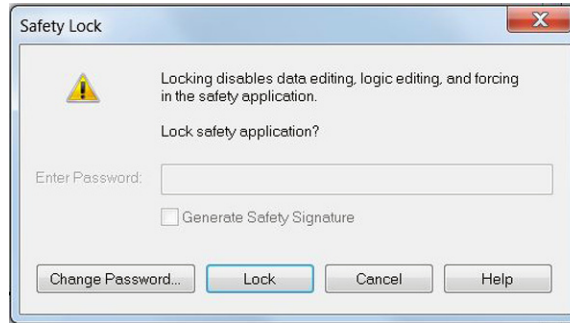 Safety Lock
Locking disables data editing, logic editing, and forcing
in the safety application.
Lock safety application?
Enter Password:
Generate Safety Signature
Change Password...
Lock
Cancel
Help